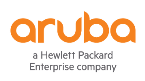 aruba
a Hewlett Packard
Enterprise company